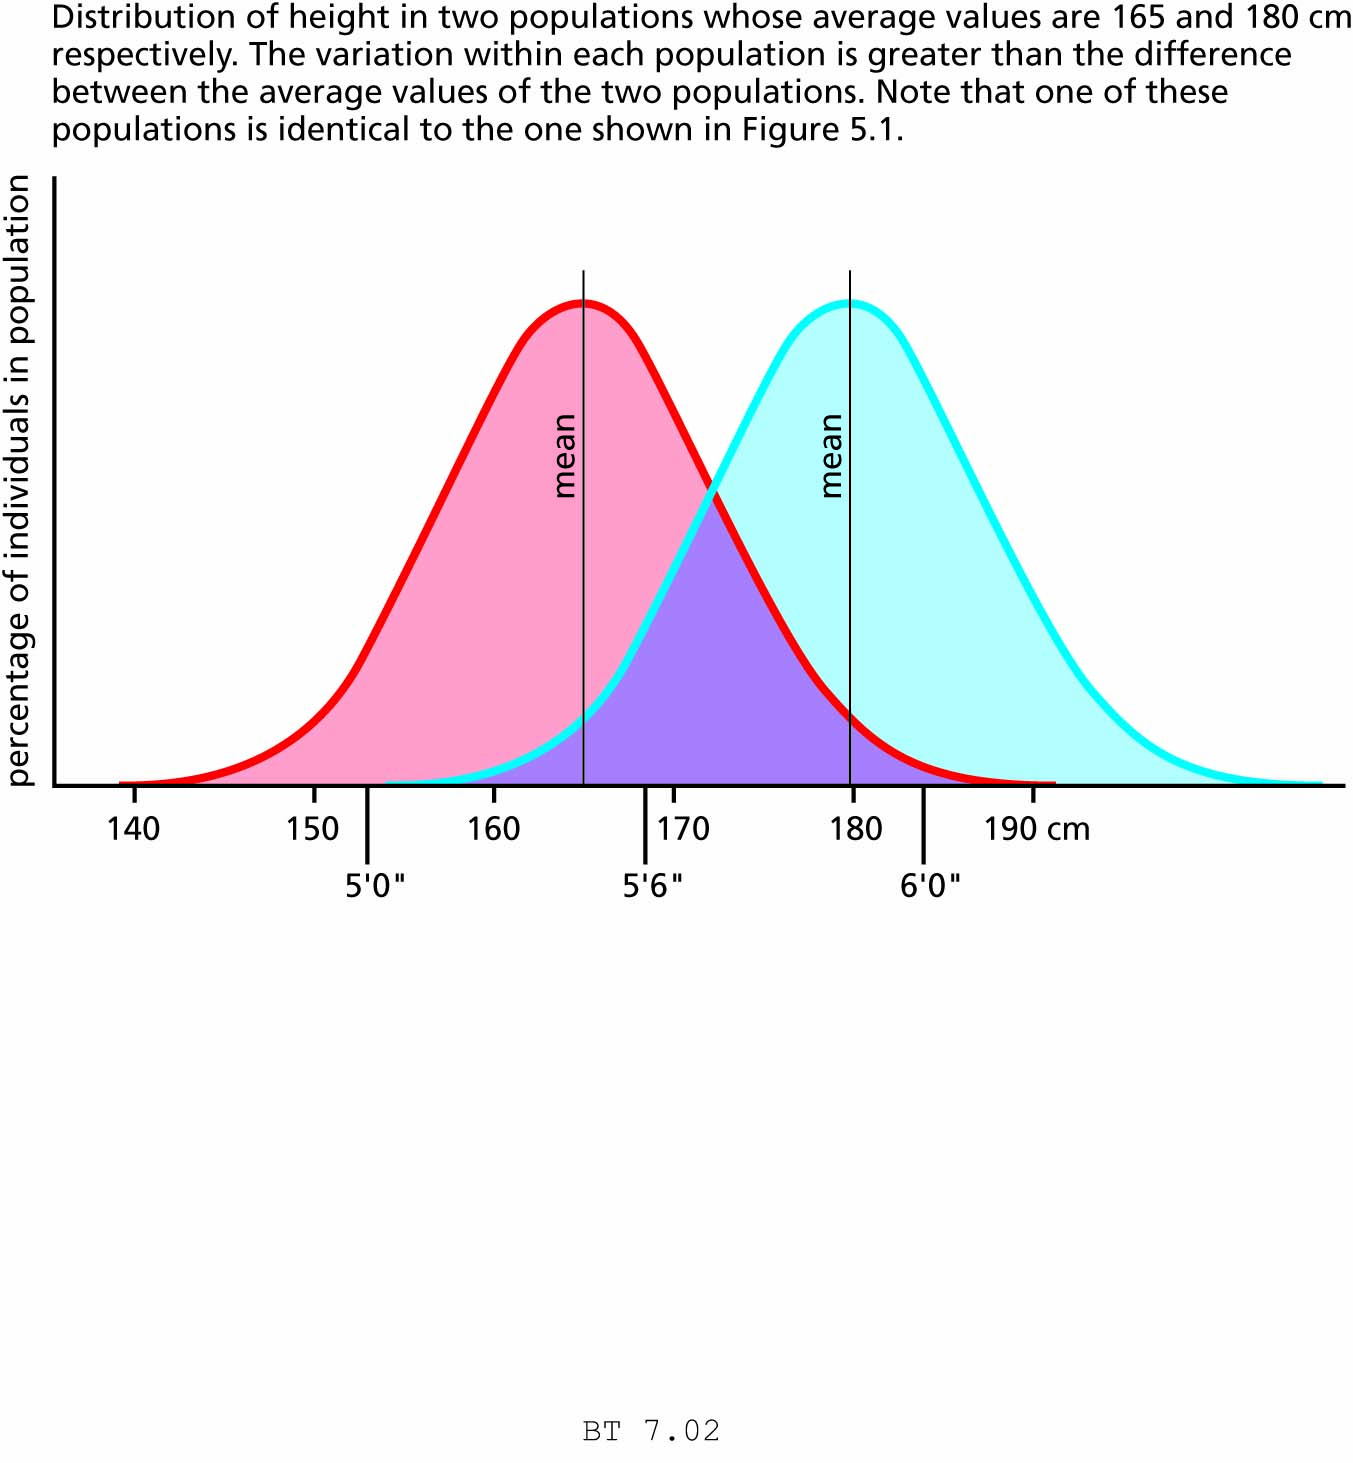 Distribution of height in two populations whose average values are 165 and 180 cm
respectively. The variation within each population is greater than the difference
between the average values of the two populations. Note that one of these
populations is identical to the one shown in Figure 5.1.
percentage of individuals in population
mean
mean
140 150 160 170 180 190 cm
5'0" 5'6" 6'0"
BT 7.02